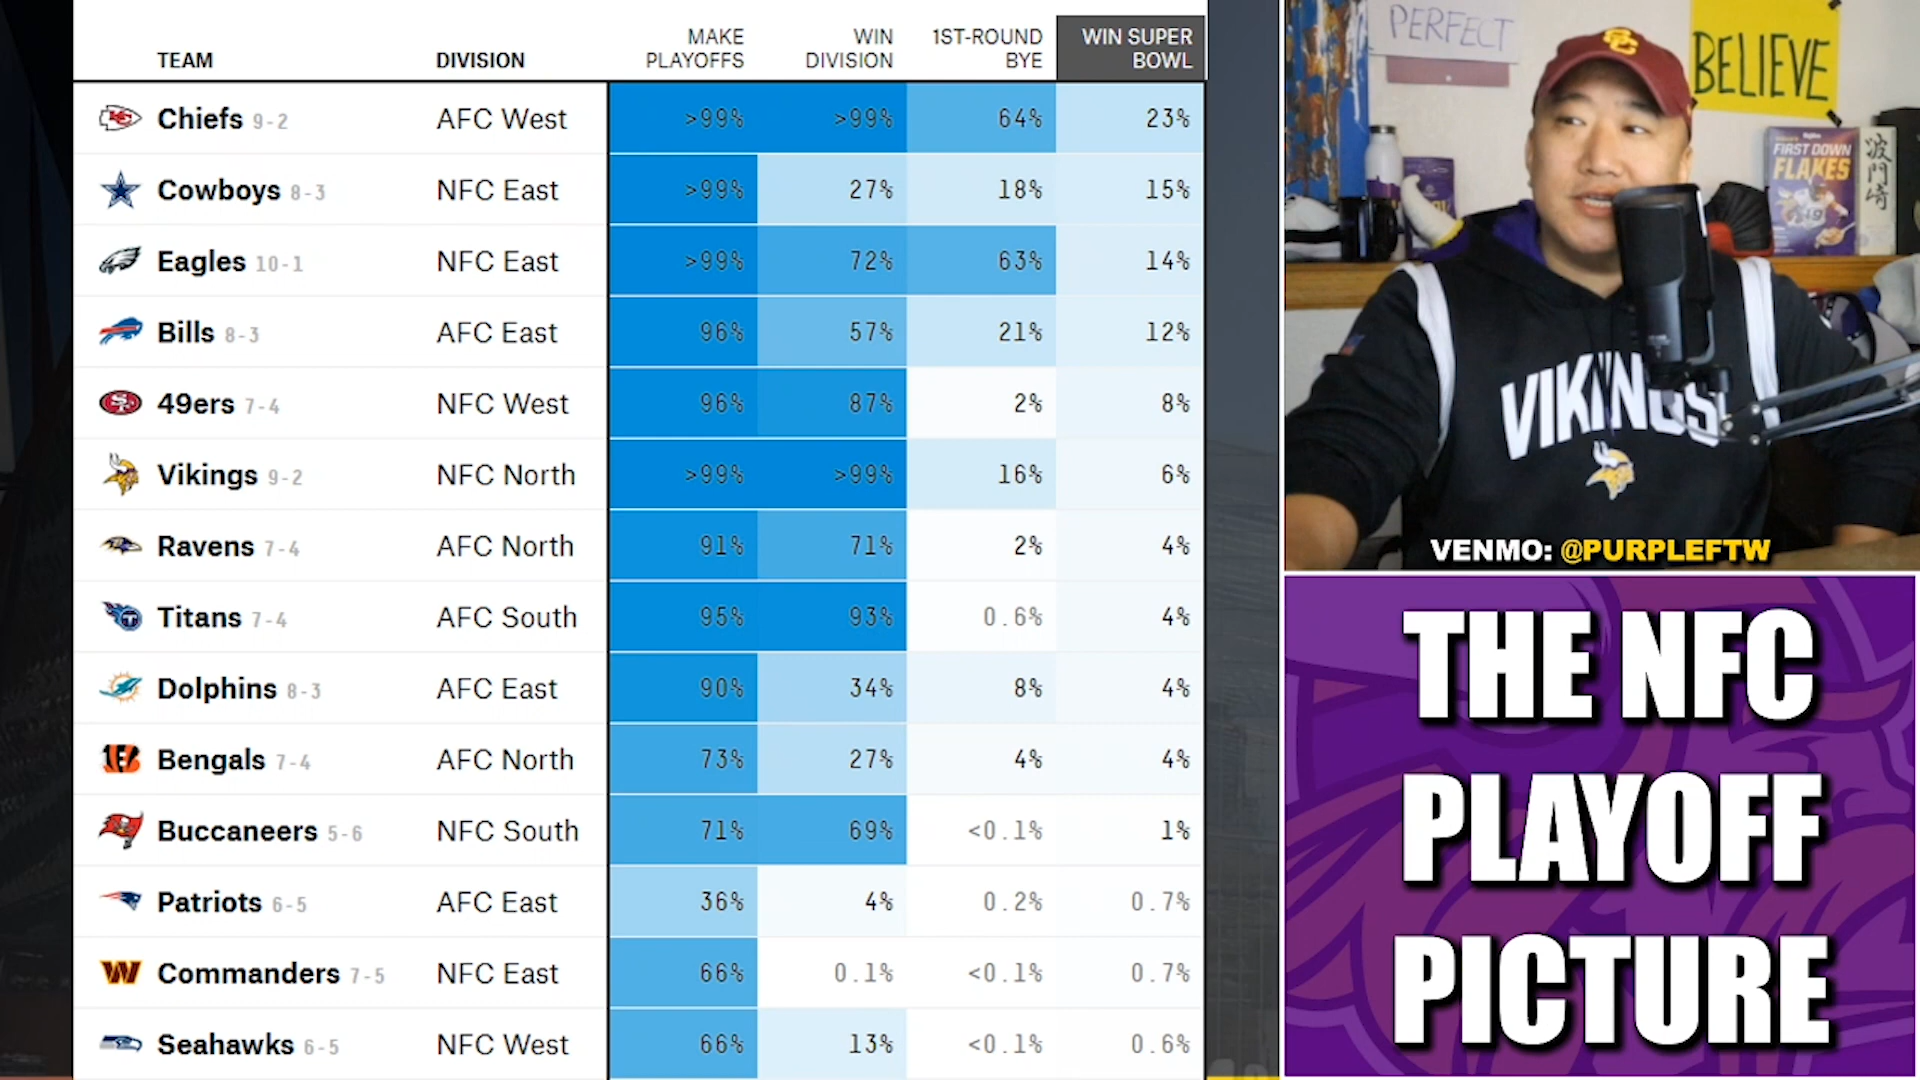 TEAM DIVISION MAKE PLAYOFFS WIN DIVISION 1ST-ROUND BYE WIN SUPER BOWL
Chiefs 9-2 AFC West >99% >99% 64% 23%
Cowboys 8-3 NFC East >99% 27% 18% 15%
Eagles 10-1 NFC East >99% 72% 63% 14%
Bills 8-3 AFC East 96% 57% 21% 12%
49ers 7-4 NFC West 96% 87% 2% 8%
Vikings 9-2 NFC North >99% >99% 16% 6%
Ravens 7-4 AFC North 91% 71% 2% 4%
Titans 7-4 AFC South 95% 93% 0.6% 4%
Dolphins 8-3 AFC East 90% 34% 8% 4%
Bengals 7-4 AFC North 73% 27% 4% 4%
Buccaneers 5-6 NFC South 71% 69% <0.1% 1%
Patriots 6-5 AFC East 36% 4% 0.2% 0.7%
Commanders 7-5 NFC East 66% 0.1% <0.1% 0.7%
Seahawks 6-5 NFC West 66% 13% <0.1% 0.6%
PERFECT
BELIEVE
SC
FIRST DOWN
FLAKES
波門崎
VIKINGS
VENMO: @PURPLEFTW
THE NFC
PLAYOFF
PICTURE